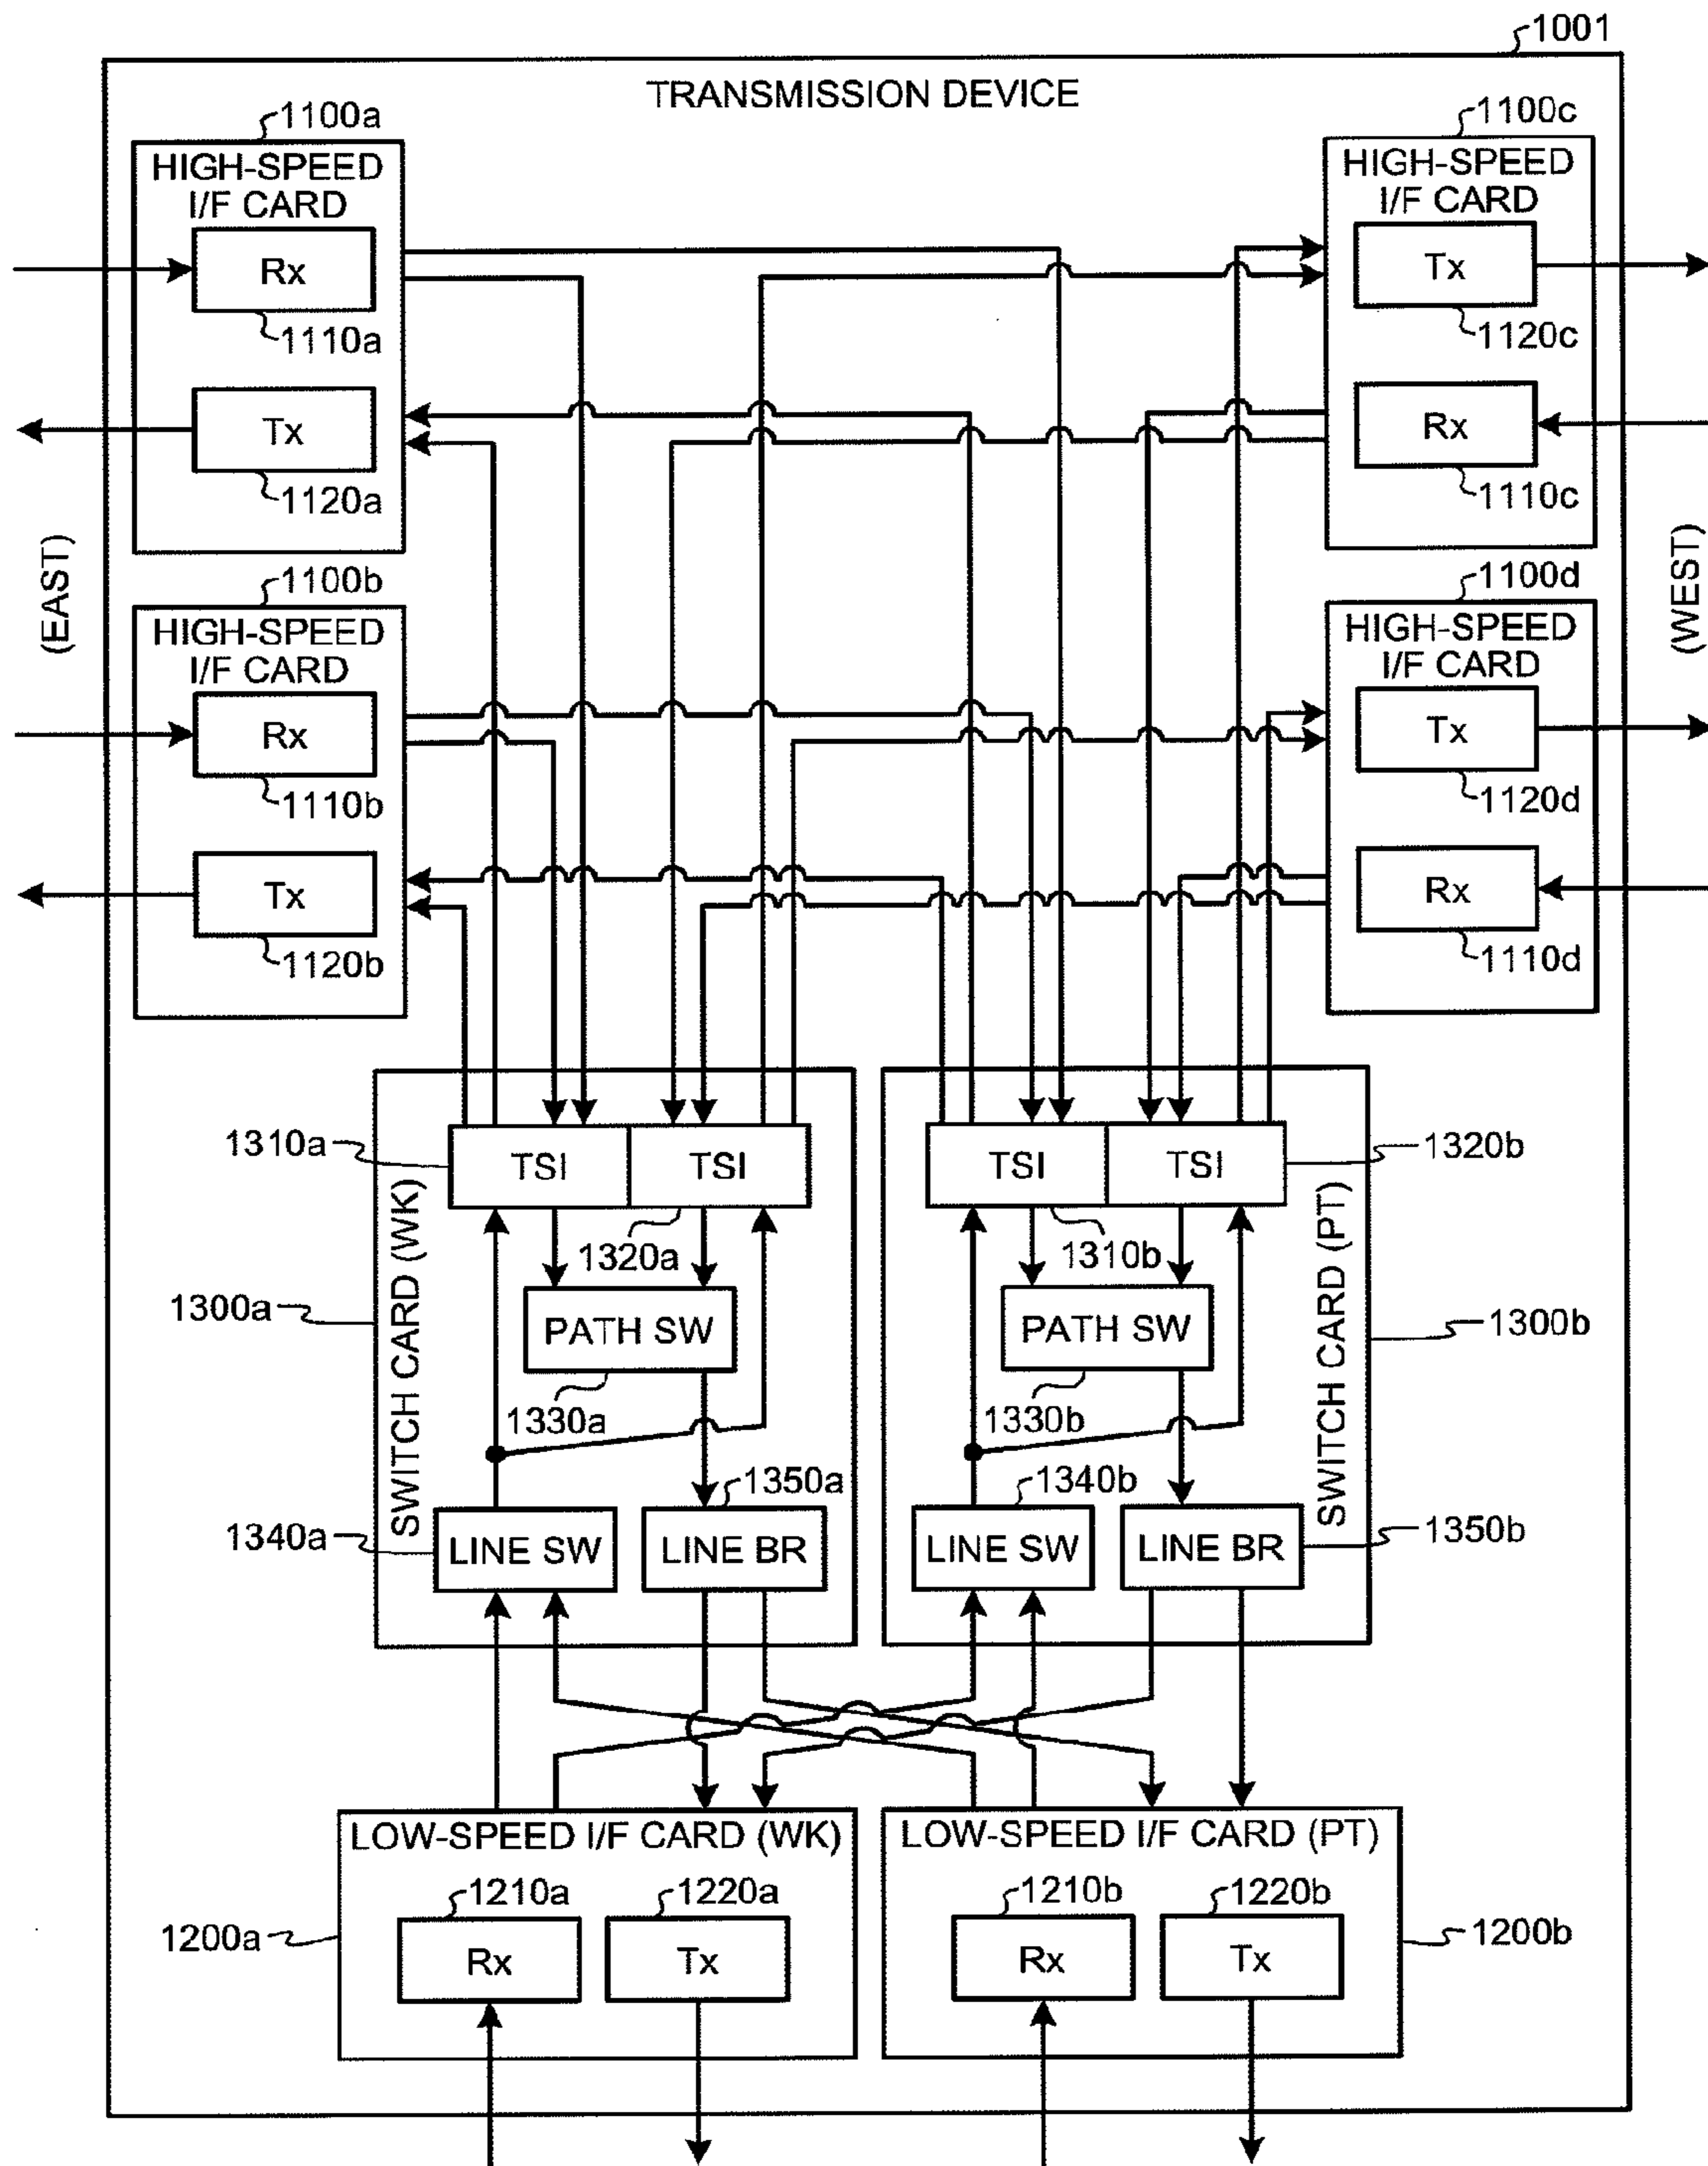 1001
TRANSMISSION DEVICE
1100a
HIGH-SPEED
I/F CARD
Rx
1110a
Tx
1120a
1100c
HIGH-SPEED
I/F CARD
Tx
1120c
Rx
1110c
(EAST)
(WEST)
1100b
HIGH-SPEED
I/F CARD
Rx
1110b
Tx
1120b
1100d
HIGH-SPEED
I/F CARD
Tx
1120d
Rx
1110d
1310a
TSI
TSI
1320a
SWITCH CARD (WK)
1300a
PATH SW
1330a
1350a
1340a
LINE SW
LINE BR
TSI
TSI
1320b
1310b
SWITCH CARD (PT)
PATH SW
1300b
1330b
1340b
LINE SW
LINE BR
1350b
LOW-SPEED I/F CARD (WK)
1210a
1220a
1200a
Rx
Tx
LOW-SPEED I/F CARD (PT)
1210b
1220b
1200b
Rx
Tx